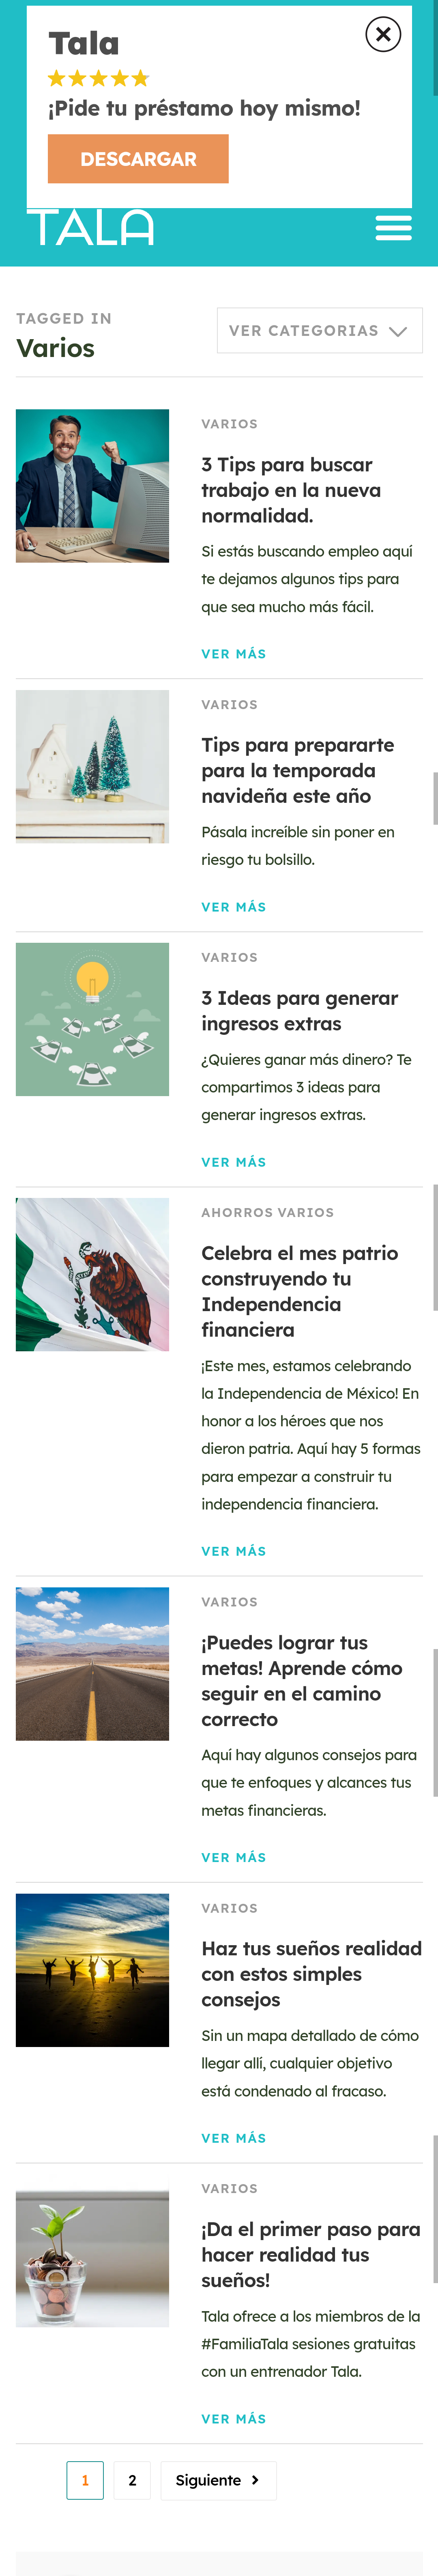 Tala
¡Pide tu préstamo hoy mismo!
DESCARGAR
TALA
TAGGED IN
Varios
VER CATEGORIAS
VARIOS
3 Tips para buscar
trabajo en la nueva
normalidad.
Si estás buscando empleo aquí
te dejamos algunos tips para
que sea mucho más fácil.
VER MÁS
VARIOS
Tips para prepararte
para la temporada
navideña este año
Pásala increíble sin poner en
riesgo tu bolsillo.
VER MÁS
VARIOS
3 Ideas para generar
ingresos extras
¿Quieres ganar más dinero? Te
compartimos 3 ideas para
generar ingresos extras.
VER MÁS
AHORROS VARIOS
Celebra el mes patrio
construyendo tu
Independencia
financiera
¡Este mes, estamos celebrando
la Independencia de México! En
honor a los héroes que nos
dieron patria. Aquí hay 5 formas
para empezar a construir tu
independencia financiera.
VER MÁS
VARIOS
¡Puedes lograr tus
metas! Aprende cómo
seguir en el camino
correcto
Aquí hay algunos consejos para
que te enfoques y alcances tus
metas financieras.
VER MÁS
VARIOS
Haz tus sueños realidad
con estos simples
consejos
Sin un mapa detallado de cómo
llegar allí, cualquier objetivo
está condenado al fracaso.
VER MÁS
VARIOS
¡Da el primer paso para
hacer realidad tus
sueños!
Tala ofrece a los miembros de la
#FamiliaTala sesiones gratuitas
con un entrenador Tala.
VER MÁS
1 2 Siguiente